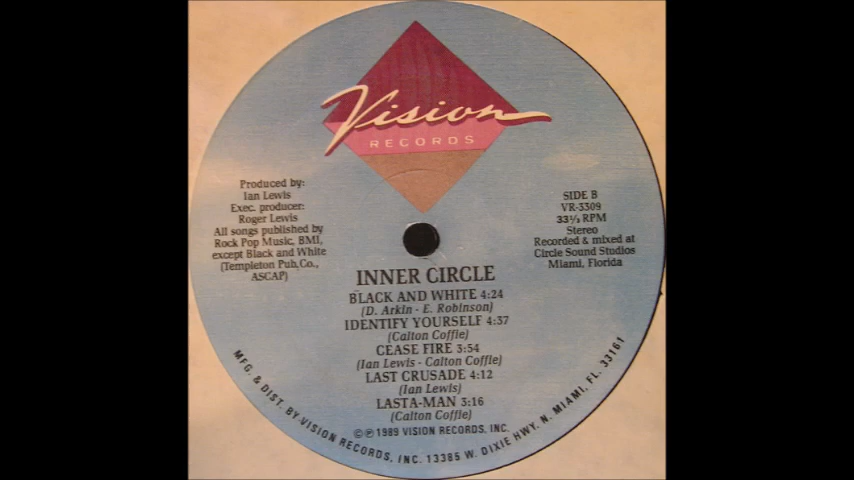 Vision
RECORDS
Produced by:
Ian Lewis
Exec. producer:
Roger Lewis
All songs published by
Rock Pop Music, BMI,
except Black and White
(Templeton Pub,Co.,
ASCAP)
SIDE B
VR-3309
33⅓ RPM
Stereo
Recorded & mixed at
Circle Sound Studios
Miami, Florida
INNER CIRCLE
BLACK AND WHITE 4:24
(D. Arkin - E. Robinson)
IDENTIFY YOURSELF 4:37
(Calton Coffie)
CEASE FIRE 3:54
(Ian Lewis - Calton Coffie)
LAST CRUSADE 4:12
(Ian Lewis)
LASTA-MAN 3:16
(Calton Coffie)
©℗1989 VISION RECORDS, INC.
MFG. & DIST. BY VISION RECORDS, INC. 13385 W. DIXIE HWY. N. MIAMI, FL. 33161